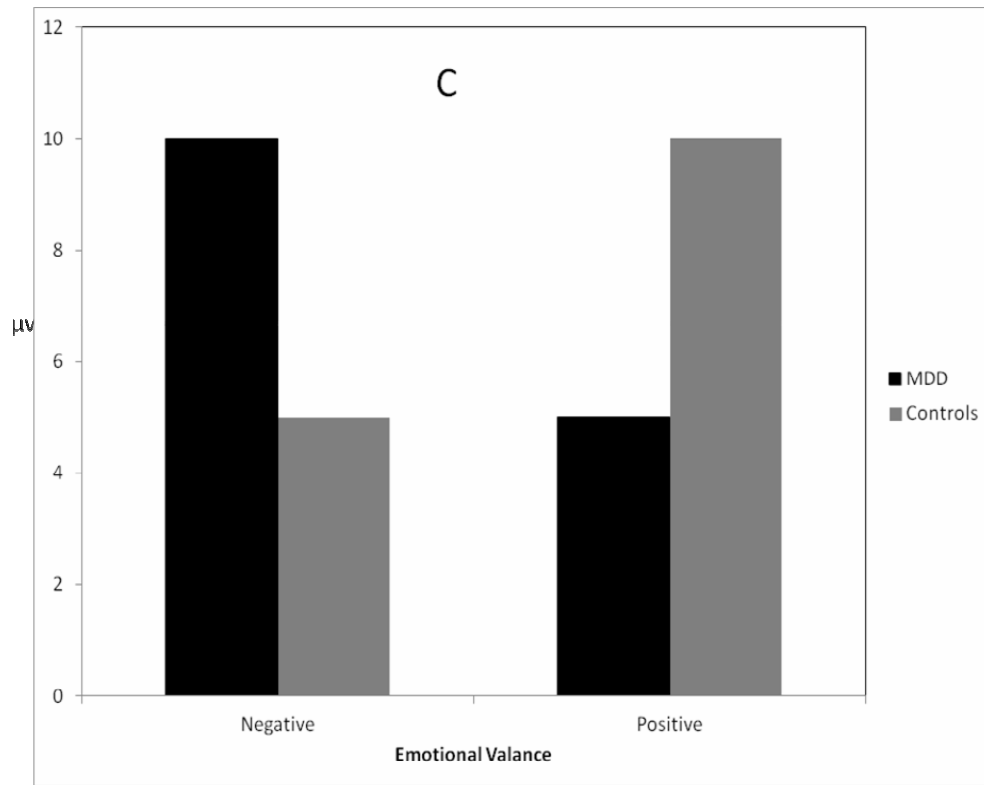 12
C
10
8
μv
6
MDD
Controls
4
2
0
Negative Positive
Emotional Valance